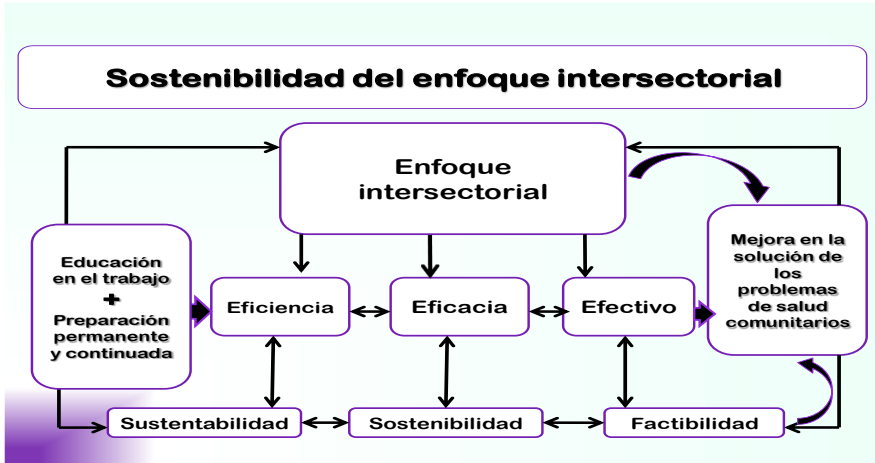 Sostenibilidad del enfoque intersectorial
Enfoque
intersectorial
Educación
en el trabajo
+
Preparación
permanente
y continuada
Eficiencia
Eficacia
Efectivo
Mejora en la
solución de
los
problemas
de salud
comunitarios
Sustentabilidad
Sostenibilidad
Factibilidad